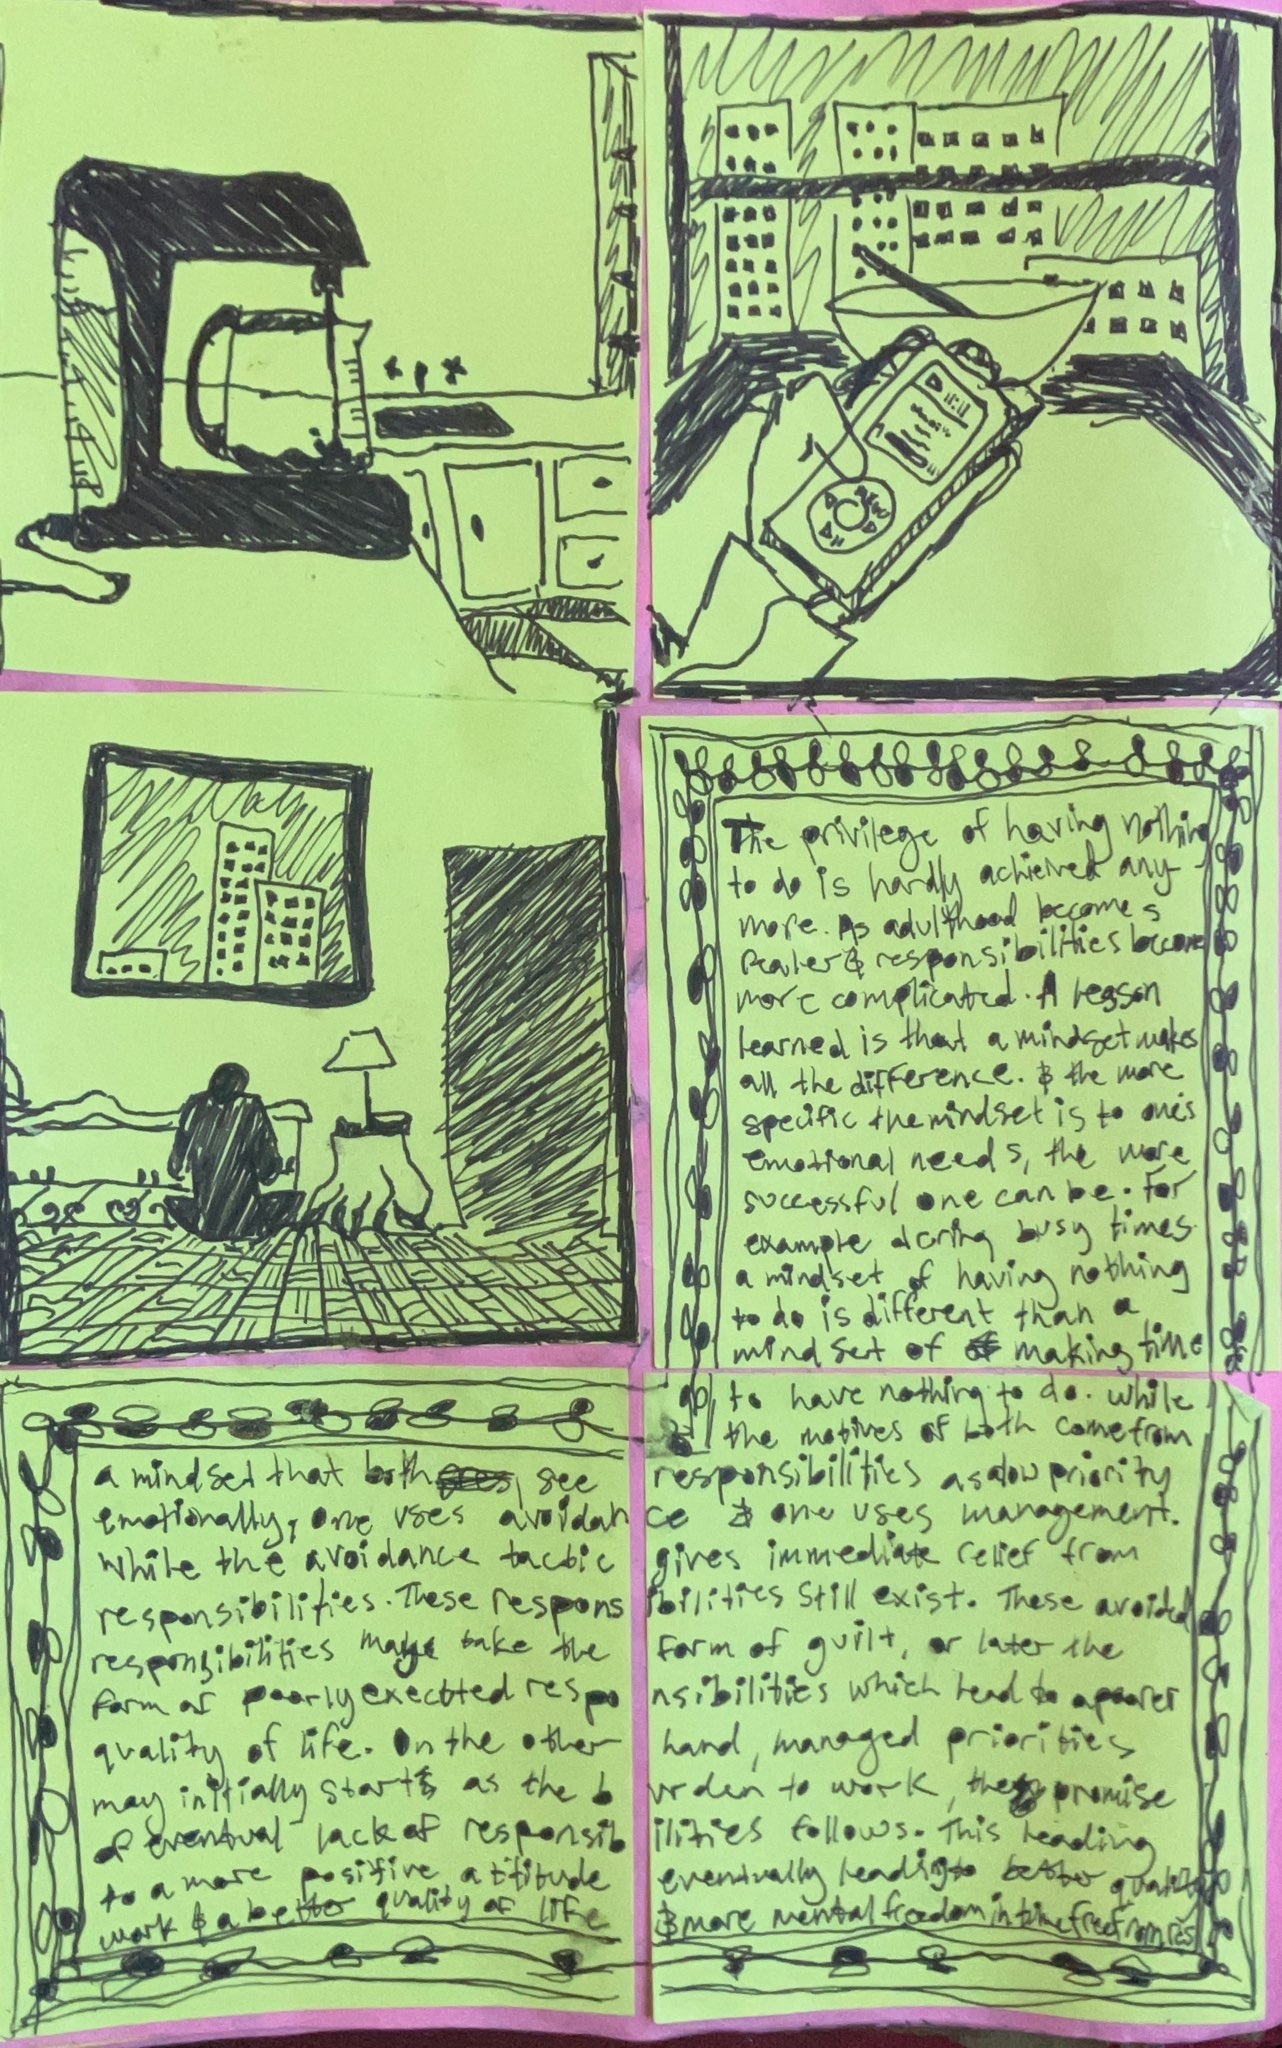 The privilege of having nothing
to do is hardly achieved any
more. As adulthood becomes
realer & responsibilities become
more complicated. A lesson
learned is that a mindset makes
all the difference. & the more
specific the mindset is to one's
emotional needs, the more
successful one can be. For
example during busy times
a mindset of having nothing
to do is different than a
mindset of making time
to have nothing to do. While
the motives of both come from
a mindset that both see responsibilities as a low priority
emotionally, one uses avoidance & one uses management.
While the avoidance tactic gives immediate relief from
responsibilities. These responsibilities still exist. These avoided
responsibilities may take the form of guilt, or later the
form of poorly executed responsibilities which lead to a poorer
quality of life. On the other hand, managed priorities
may initially start as the burden to work, they promise
of eventual lack of responsibilities follows. This leading
to a more positive attitude eventually leading to better quality
work & a better quality of life & more mental freedom in time free from res